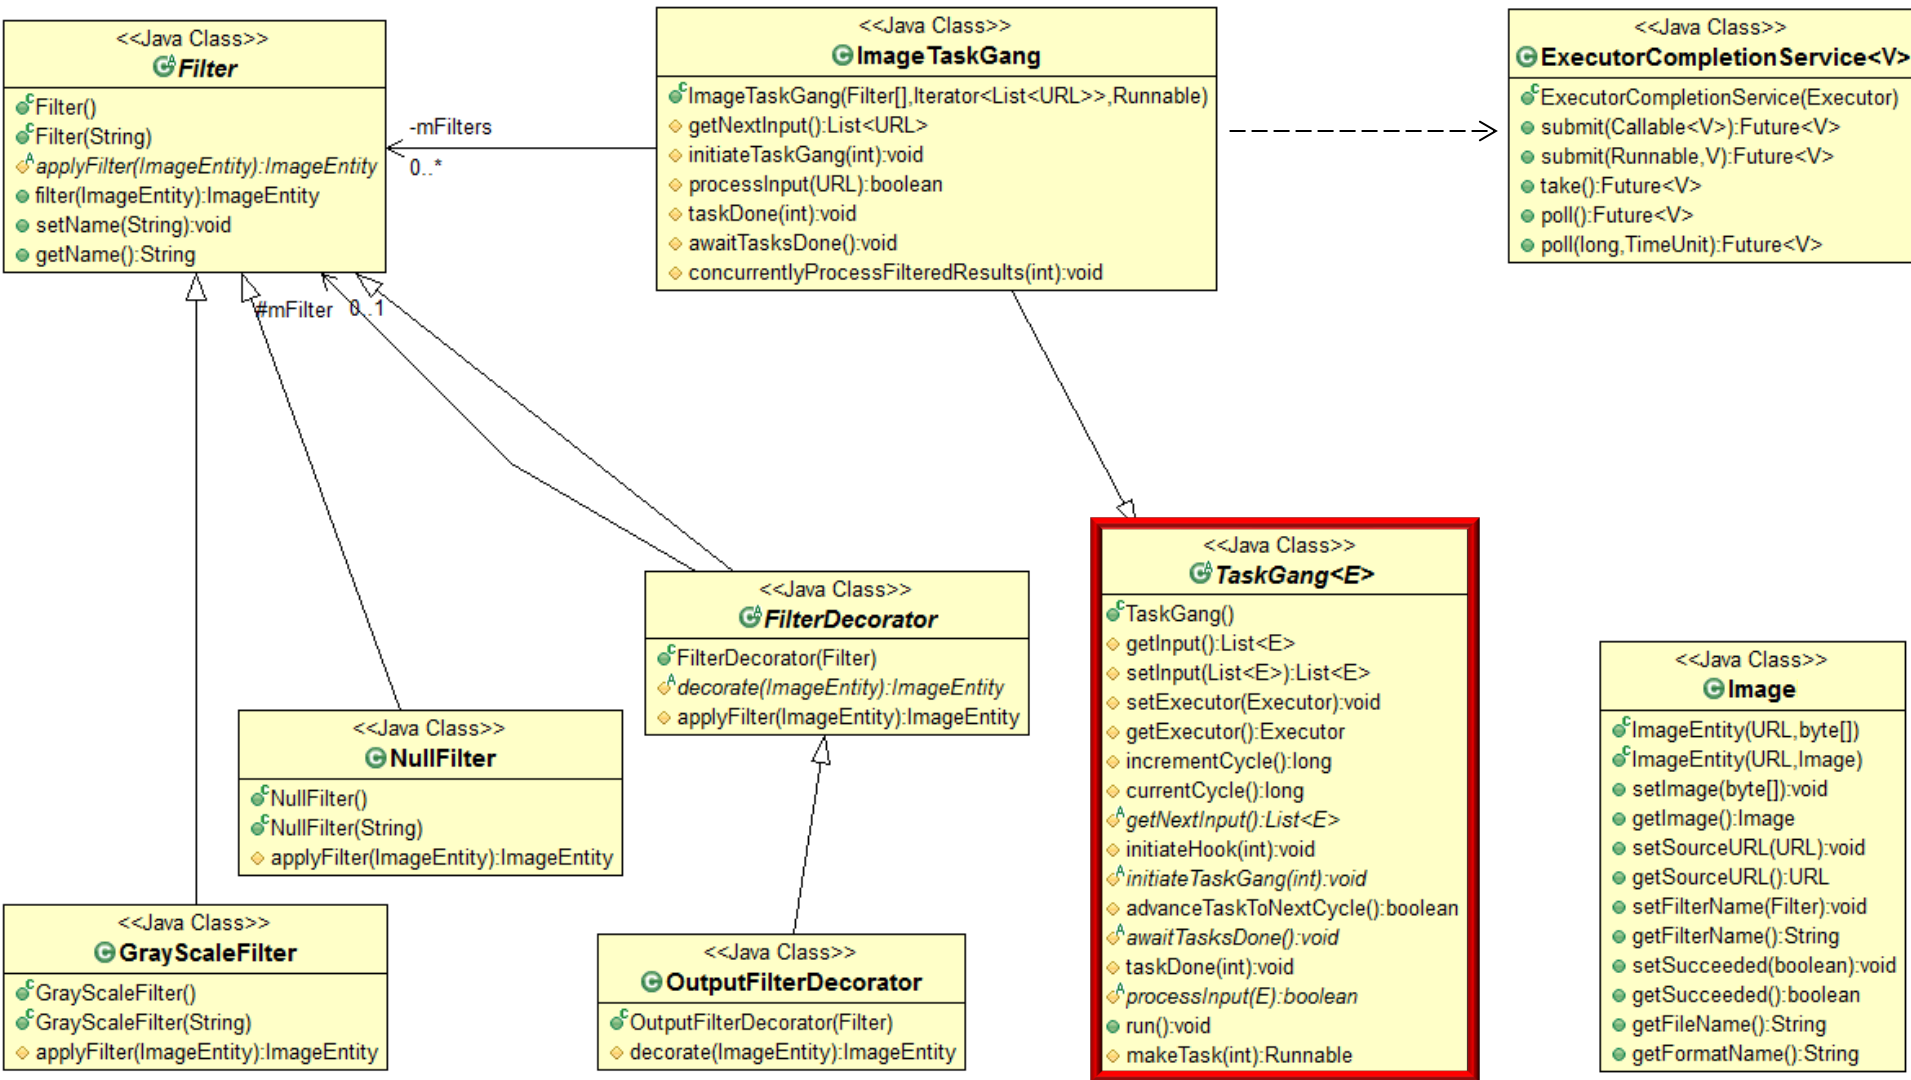 <<Java Class>>
Filter
Filter()
Filter(String)
applyFilter(ImageEntity):ImageEntity
filter(ImageEntity):ImageEntity
setName(String):void
getName():String
-mFilters
0..*
<<Java Class>>
ImageTaskGang
ImageTaskGang(Filter[],Iterator<List<URL>>,Runnable)
getNextInput():List<URL>
initiateTaskGang(int):void
processInput(URL):boolean
taskDone(int):void
awaitTasksDone():void
concurrentlyProcessFilteredResults(int):void
<<Java Class>>
ExecutorCompletionService<V>
ExecutorCompletionService(Executor)
submit(Callable<V>):Future<V>
submit(Runnable,V):Future<V>
take():Future<V>
poll():Future<V>
poll(long,TimeUnit):Future<V>
#mFilter 0..1
<<Java Class>>
FilterDecorator
FilterDecorator(Filter)
decorate(ImageEntity):ImageEntity
applyFilter(ImageEntity):ImageEntity
<<Java Class>>
TaskGang<E>
TaskGang()
getInput():List<E>
setInput(List<E>):List<E>
setExecutor(Executor):void
getExecutor():Executor
incrementCycle():long
currentCycle():long
getNextInput():List<E>
initiateHook(int):void
initiateTaskGang(int):void
advanceTaskToNextCycle():boolean
awaitTasksDone():void
taskDone(int):void
processInput(E):boolean
run():void
makeTask(int):Runnable
<<Java Class>>
Image
ImageEntity(URL,byte[])
ImageEntity(URL,Image)
setImage(byte[]):void
getImage():Image
setSourceURL(URL):void
getSourceURL():URL
setFilterName(Filter):void
getFilterName():String
setSucceeded(boolean):void
getSucceeded():boolean
getFileName():String
getFormatName():String
<<Java Class>>
NullFilter
NullFilter()
NullFilter(String)
applyFilter(ImageEntity):ImageEntity
<<Java Class>>
GrayScaleFilter
GrayScaleFilter()
GrayScaleFilter(String)
applyFilter(ImageEntity):ImageEntity
<<Java Class>>
OutputFilterDecorator
OutputFilterDecorator(Filter)
decorate(ImageEntity):ImageEntity